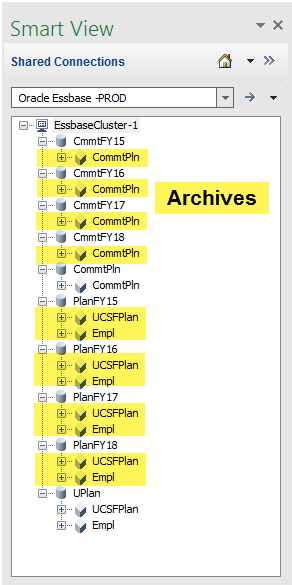 Smart View
Shared Connections
Oracle Essbase -PROD
EssbaseCluster-1
CmmtFY15
CommtPln
CmmtFY16
CommtPln
CmmtFY17
CommtPln
Archives
CmmtFY18
CommtPln
CommtPln
CommtPln
PlanFY15
UCSFPlan
Empl
PlanFY16
UCSFPlan
Empl
PlanFY17
UCSFPlan
Empl
PlanFY18
UCSFPlan
Empl
UPlan
UCSFPlan
Empl